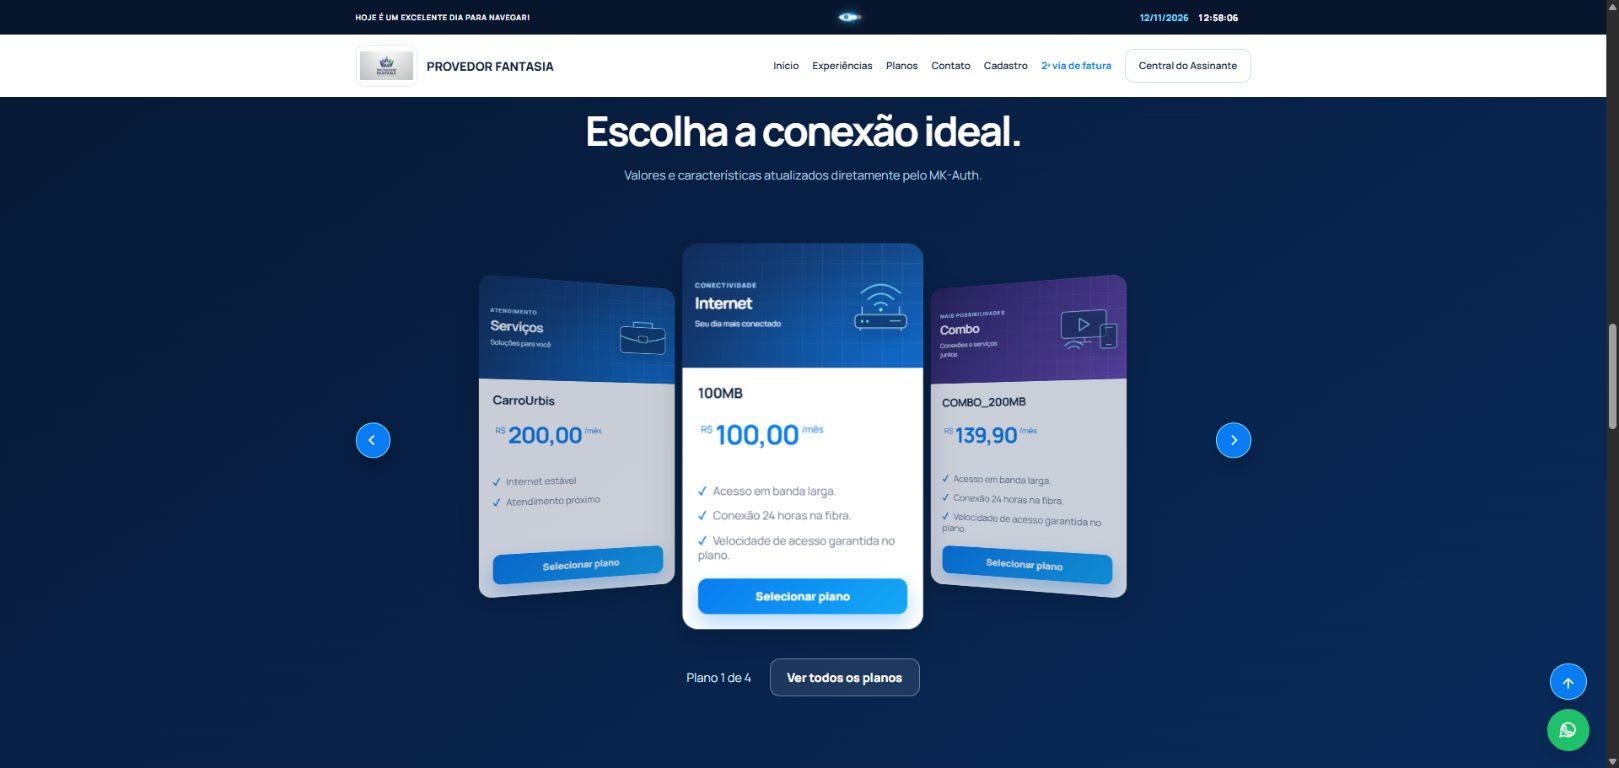 HOJE É UM EXCELENTE DIA PARA NAVEGAR!
12/11/2026 12:58:06
PROVEDOR FANTASIA
Início
Experiências
Planos
Contato
Cadastro
2ª via de fatura
Central do Assinante
Escolha a conexão ideal.
Valores e características atualizados diretamente pelo MK-Auth.
ATENDIMENTO
Serviços
Soluções para você
CarroUrbis
R$ 200,00 /mês
✓ Internet estável
✓ Atendimento próximo
Selecionar plano
CONECTIVIDADE
Internet
Seu dia mais conectado
100MB
R$ 100,00 /mês
✓ Acesso em banda larga.
✓ Conexão 24 horas na fibra.
✓ Velocidade de acesso garantida no
plano.
Selecionar plano
MAIS POSSIBILIDADES
Combo
Conexões e serviços
juntos
COMBO_200MB
R$ 139,90 /mês
✓ Acesso em banda larga.
✓ Conexão 24 horas na fibra.
✓ Velocidade de acesso garantida no
plano.
Selecionar plano
Plano 1 de 4
Ver todos os planos